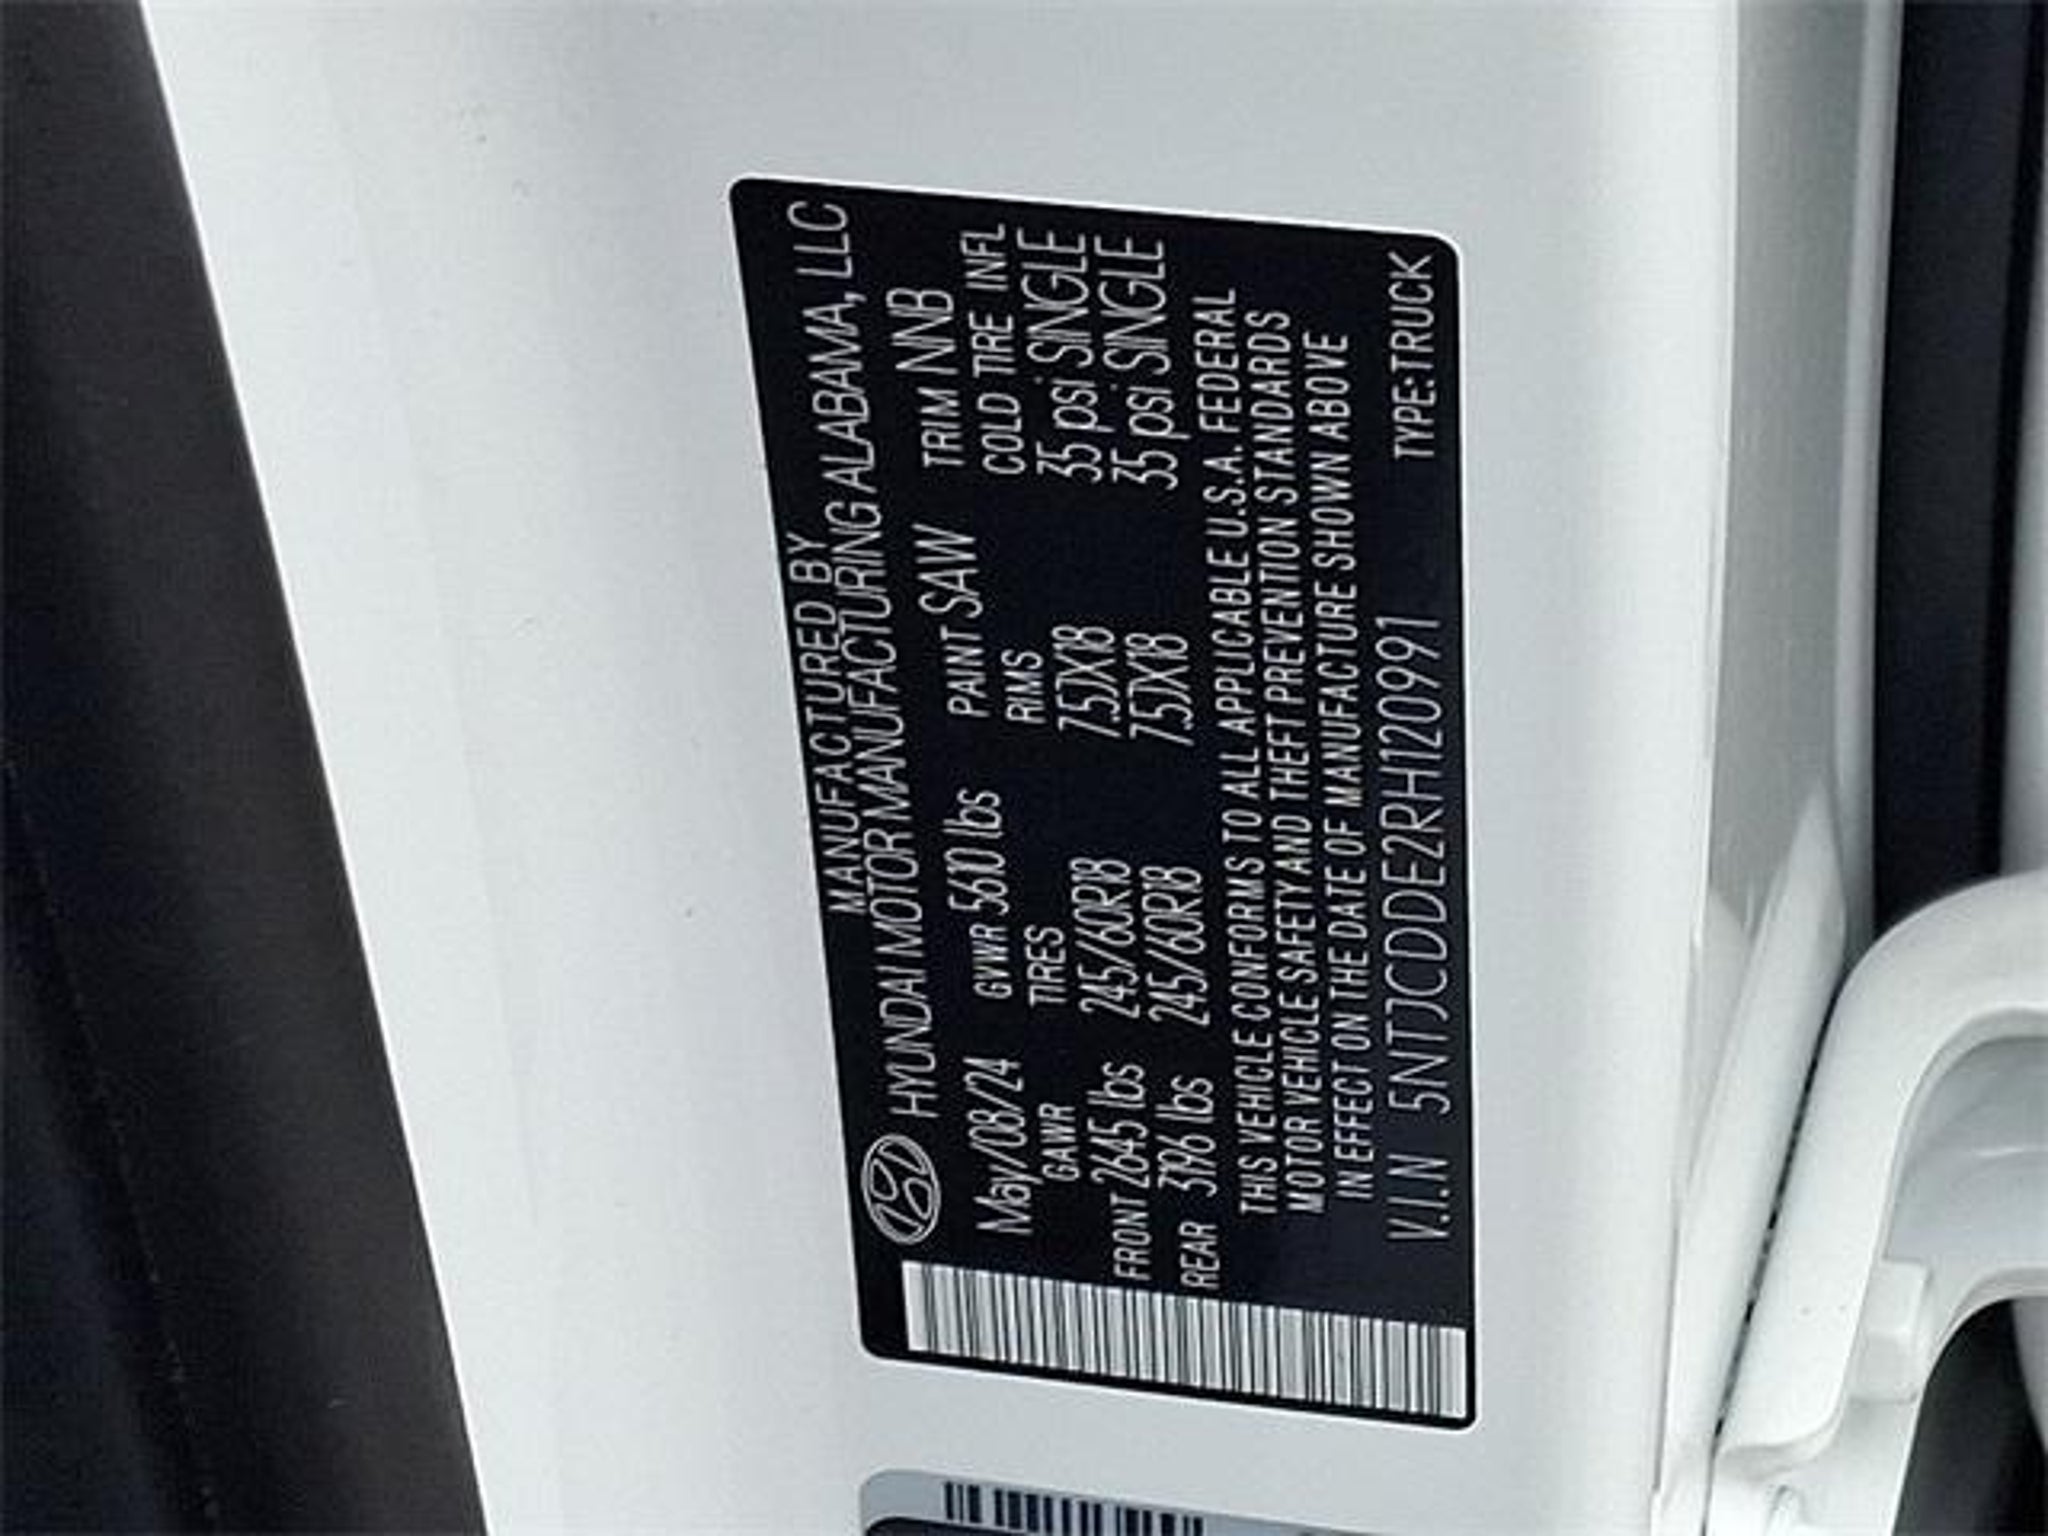 MANUFACTURED BY
HYUNDAI MOTOR MANUFACTURING ALABAMA, LLC
May/08/24 GVWR 5610 lbs PAINT SAW TRIM NNB
GAWR TIRES RIMS COLD TIRE INFL
FRONT 2645 lbs 245/60R18 7.5JX18 35 psi SINGLE
REAR 3196 lbs 245/60R18 7.5JX18 35 psi SINGLE
THIS VEHICLE CONFORMS TO ALL APPLICABLE U.S.A. FEDERAL
MOTOR VEHICLE SAFETY AND THEFT PREVENTION STANDARDS
IN EFFECT ON THE DATE OF MANUFACTURE SHOWN ABOVE
V.I.N 5NTJCDDE2RH120991 TYPE:TRUCK